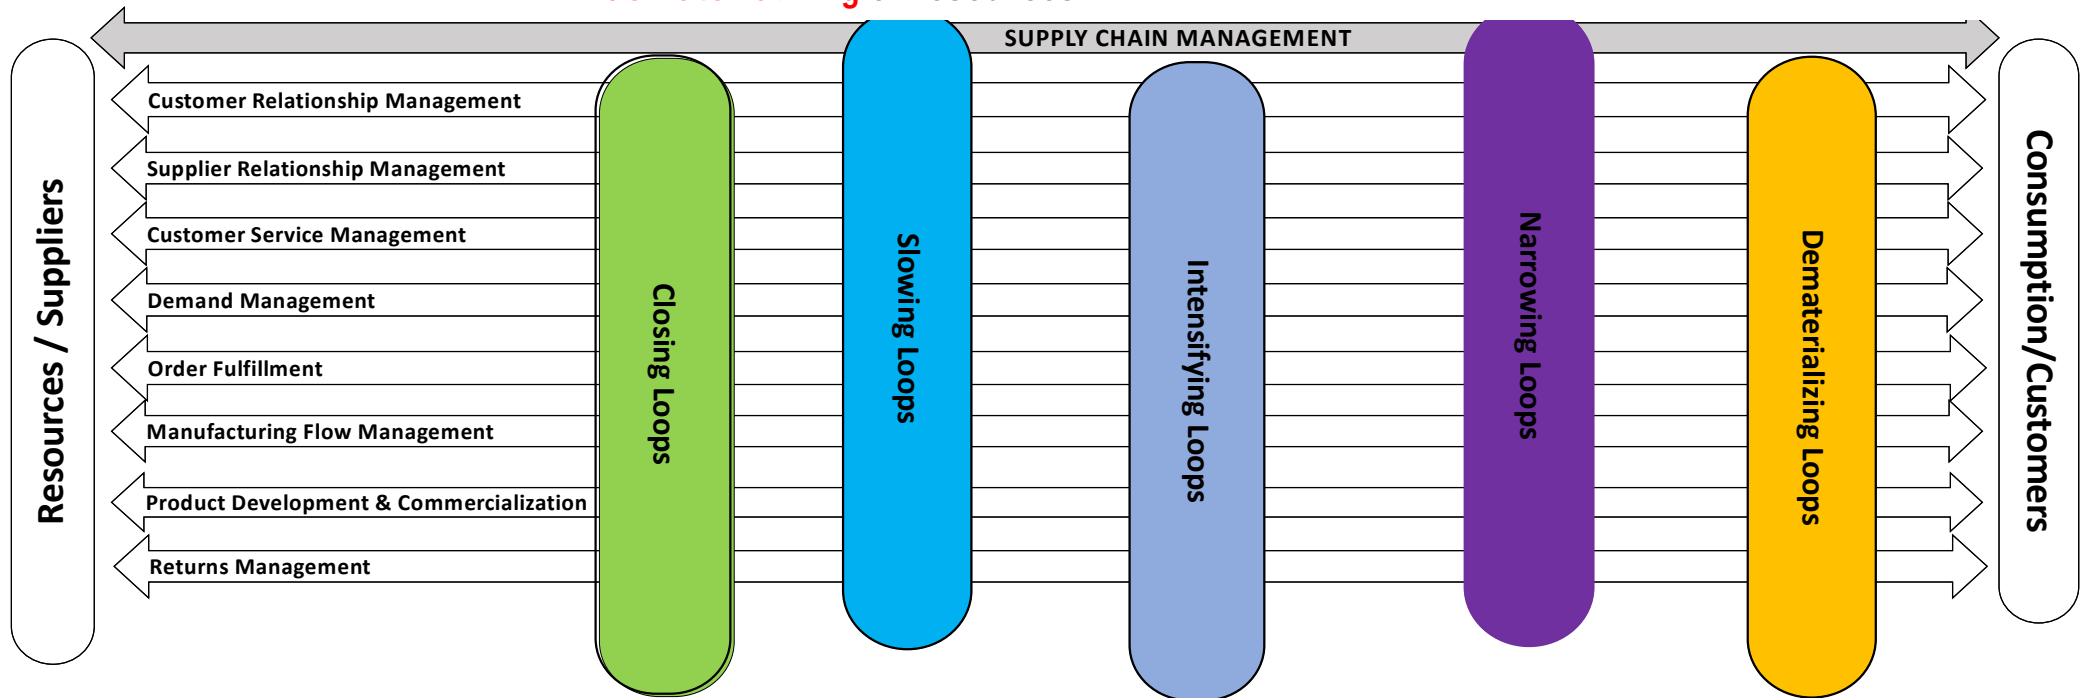 SUPPLY CHAIN MANAGEMENT
Resources / Suppliers
Customer Relationship Management
Supplier Relationship Management
Customer Service Management
Demand Management
Order Fulfillment
Manufacturing Flow Management
Product Development & Commercialization
Returns Management
Closing Loops
Slowing Loops
Intensifying Loops
Narrowing Loops
Dematerializing Loops
Consumption/Customers